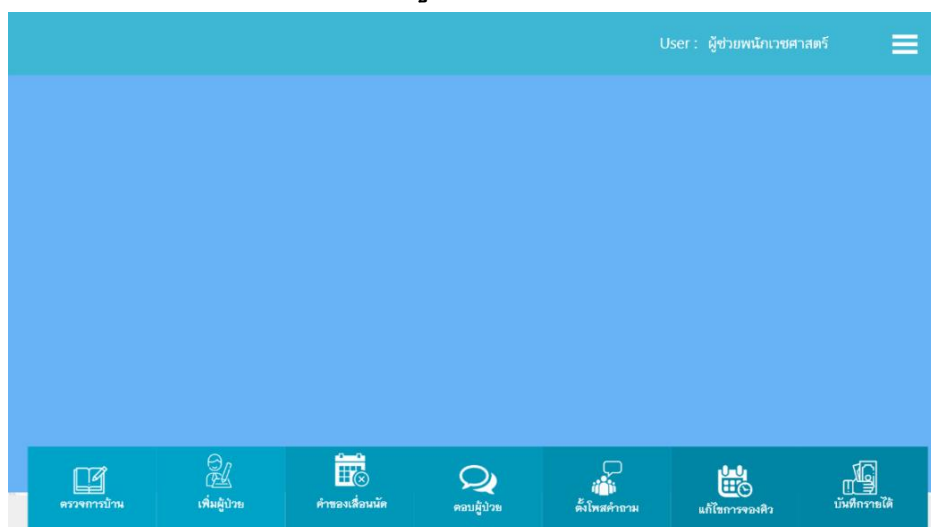 User : ผู้ช่วยพนักเวชศาสตร์
ตรวจการบ้าน
เพิ่มผู้ป่วย
คำของเลื่อนนัด
ตอบผู้ป่วย
ตั้งโพสคำถาม
แก้ไขการจองคิว
บันทึกรายได้